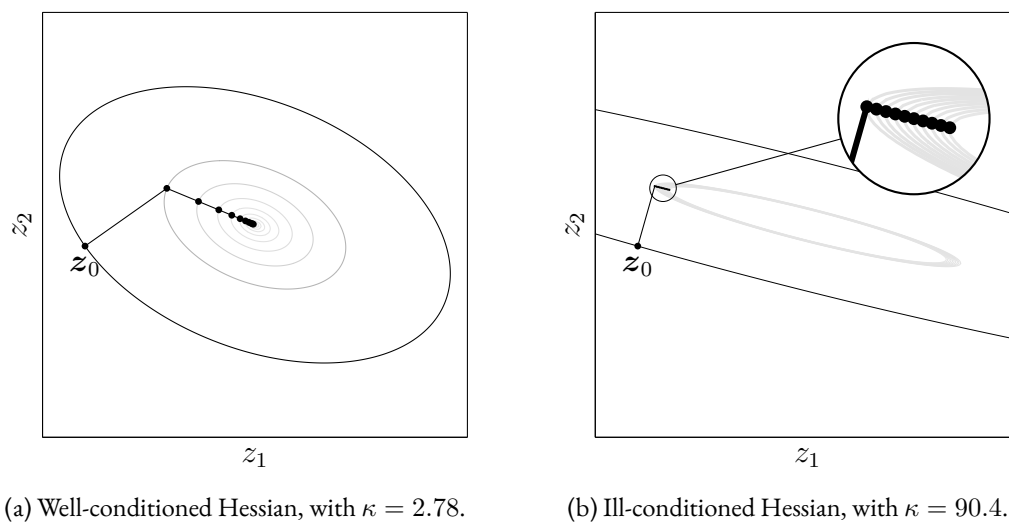 z₂
z₀
z₁
(a) Well-conditioned Hessian, with κ = 2.78.
z₂
z₀
z₁
(b) Ill-conditioned Hessian, with κ = 90.4.